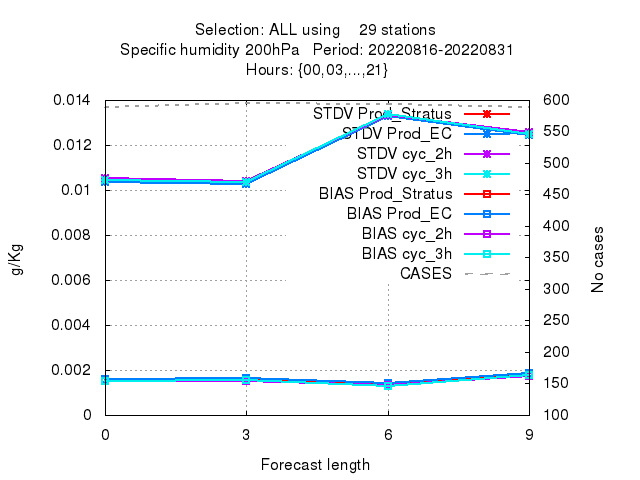 Selection: ALL using 29 stations
Specific humidity 200hPa Period: 20220816-20220831
Hours: {00,03,...,21}
0.014
0.012
0.01
0.008
0.006
0.004
0.002
0
g/Kg
STDV Prod_Stratus
STDV Prod_EC
STDV cyc_2h
STDV cyc_3h
BIAS Prod_Stratus
BIAS Prod_EC
BIAS cyc_2h
BIAS cyc_3h
CASES
600
550
500
450
400
350
300
250
200
150
100
No cases
0 3 6 9
Forecast length